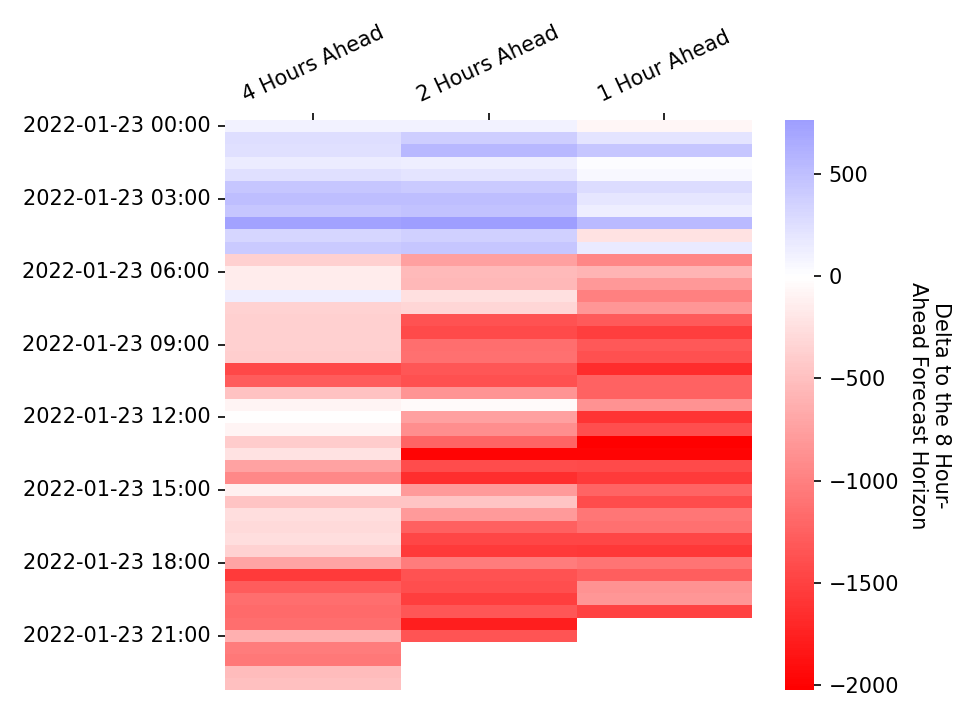 4 Hours Ahead
2 Hours Ahead
1 Hour Ahead
2022-01-23 00:00
2022-01-23 03:00
2022-01-23 06:00
2022-01-23 09:00
2022-01-23 12:00
2022-01-23 15:00
2022-01-23 18:00
2022-01-23 21:00
500
0
−500
−1000
−1500
−2000
Delta to the 8 Hour-
Ahead Forecast Horizon